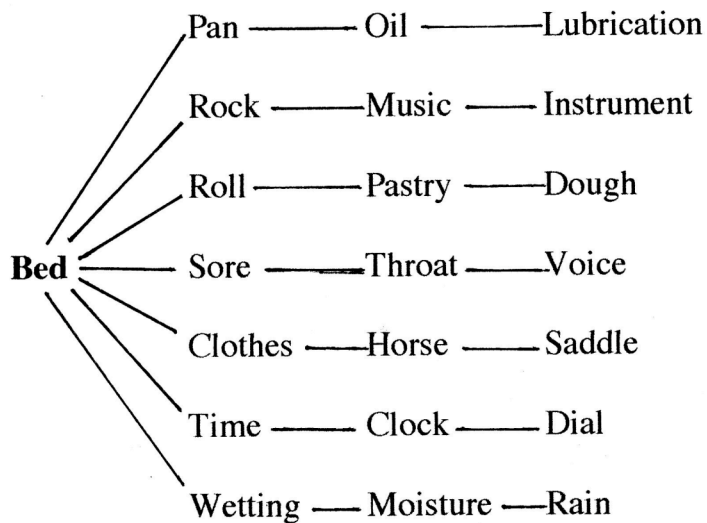 Pan Oil Lubrication
Rock Music Instrument
Roll Pastry Dough
Bed Sore Throat Voice
Clothes Horse Saddle
Time Clock Dial
Wetting Moisture Rain